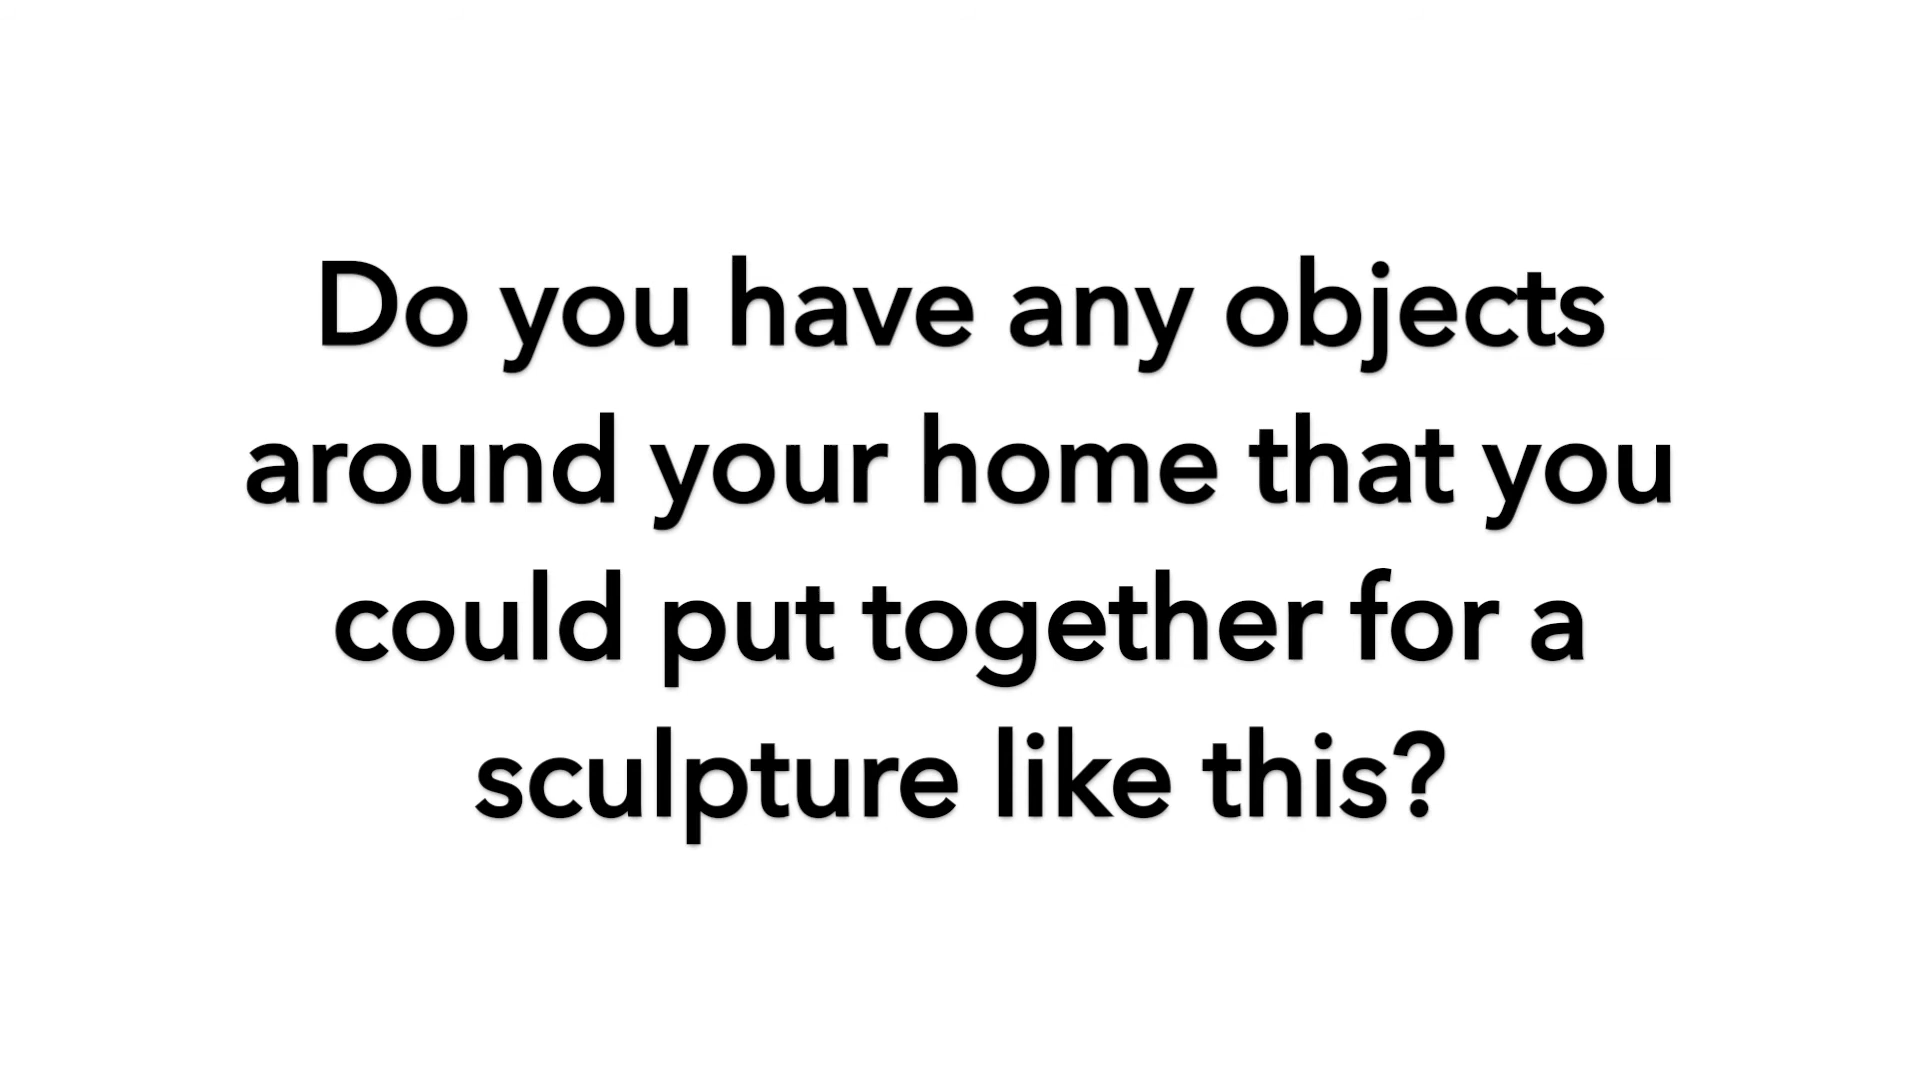 Do you have any objects
around your home that you
could put together for a
sculpture like this?